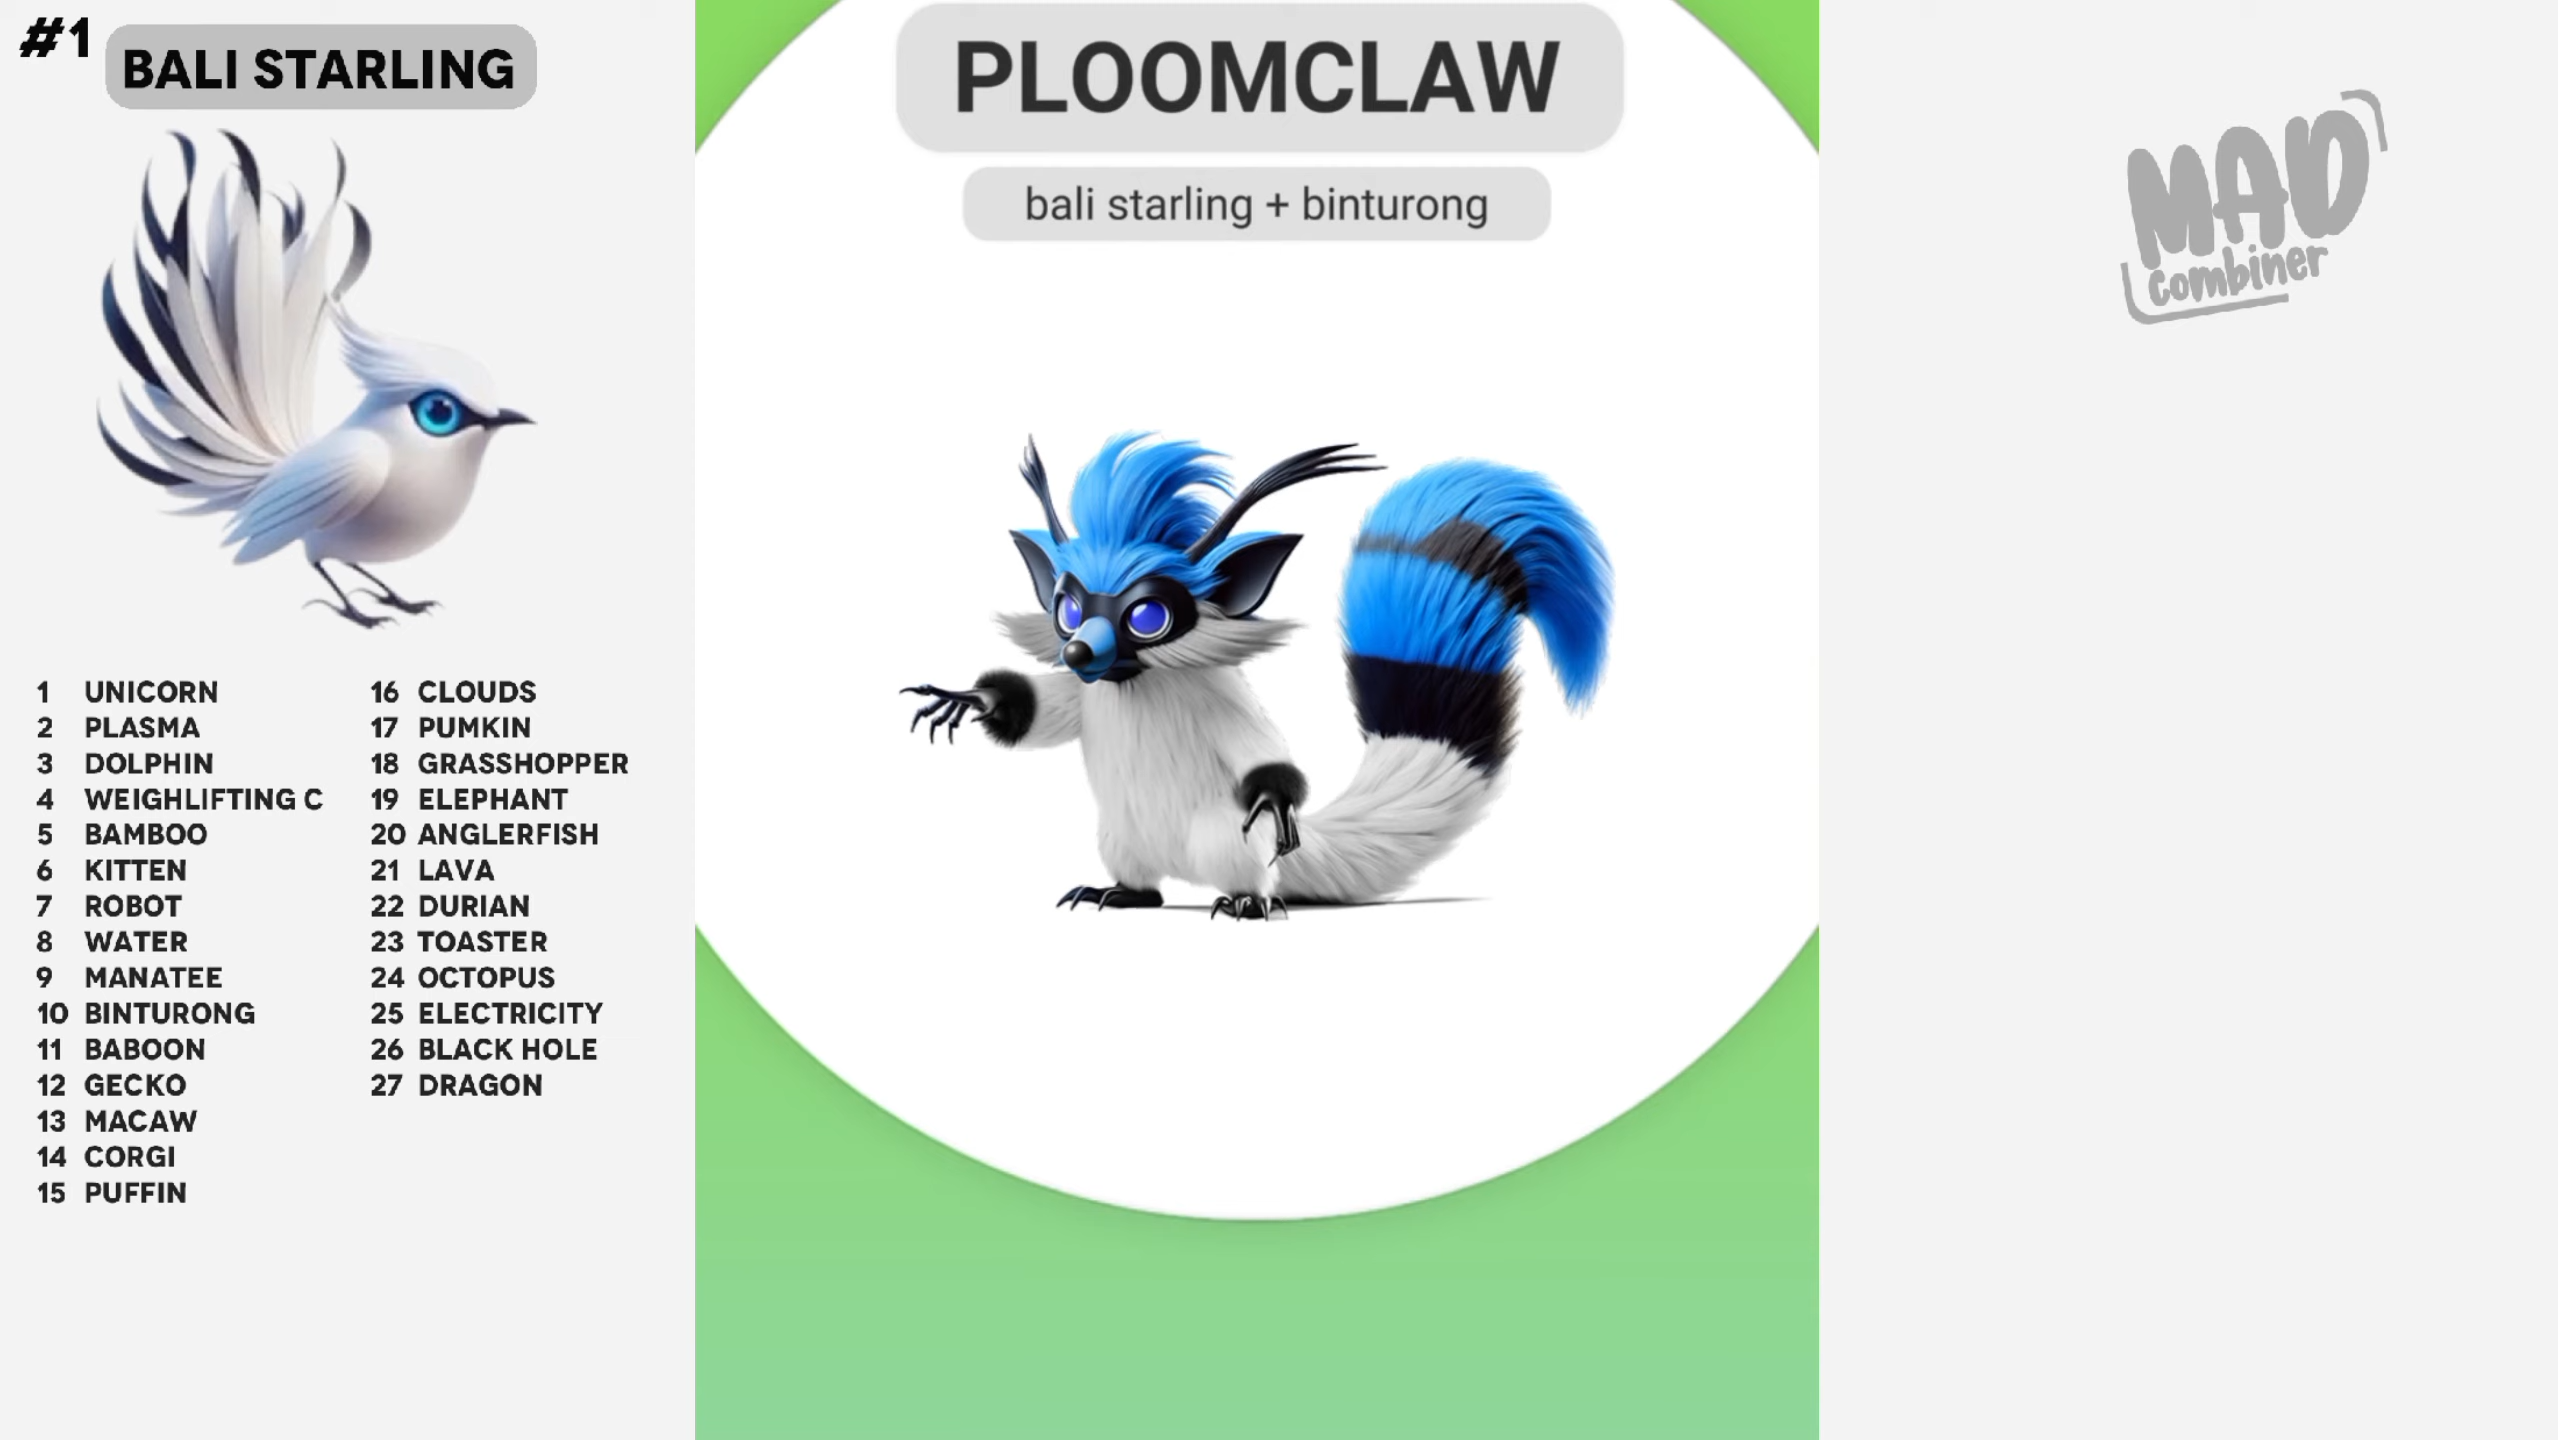 #1
BALI STARLING
1 UNICORN
2 PLASMA
3 DOLPHIN
4 WEIGHLIFTING C
5 BAMBOO
6 KITTEN
7 ROBOT
8 WATER
9 MANATEE
10 BINTURONG
11 BABOON
12 GECKO
13 MACAW
14 CORGI
15 PUFFIN
16 CLOUDS
17 PUMKIN
18 GRASSHOPPER
19 ELEPHANT
20 ANGLERFISH
21 LAVA
22 DURIAN
23 TOASTER
24 OCTOPUS
25 ELECTRICITY
26 BLACK HOLE
27 DRAGON
PLOOMCLAW
bali starling + binturong
MAD
combiner